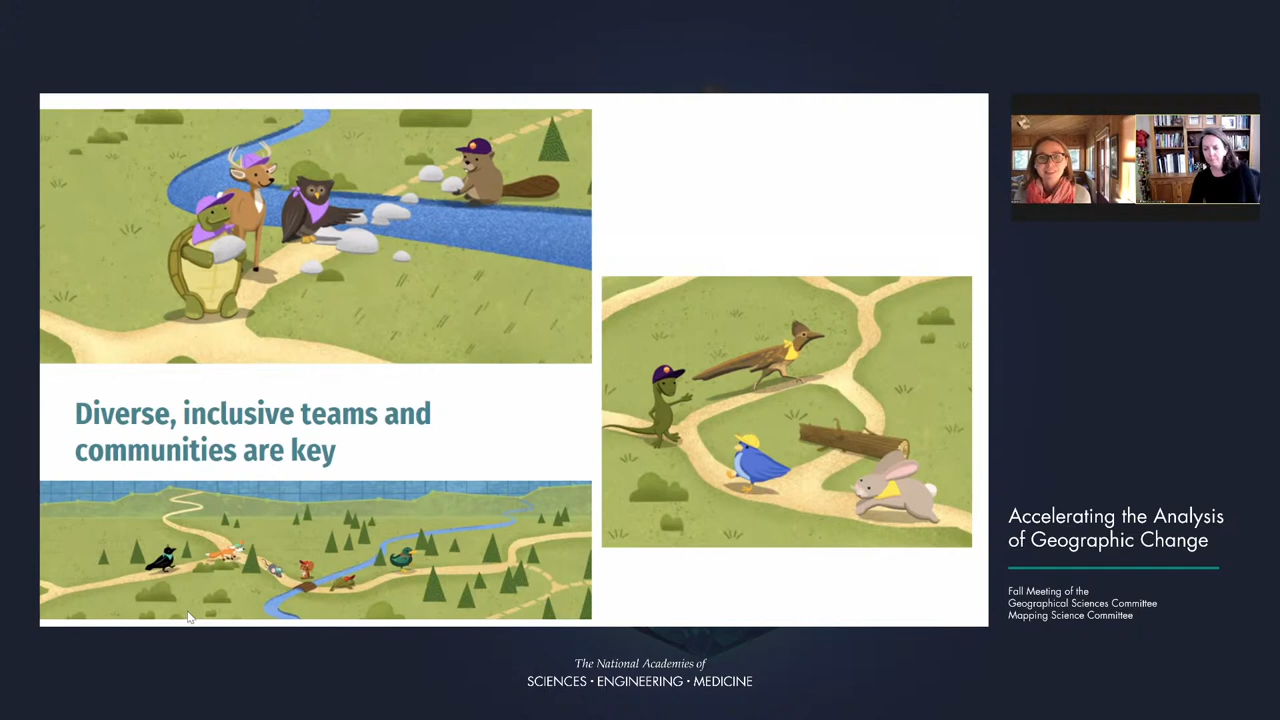 Diverse, inclusive teams and
communities are key
Accelerating the Analysis
of Geographic Change
Fall Meeting of the
Geographical Sciences Committee
Mapping Science Committee
The National Academies of
SCIENCES • ENGINEERING • MEDICINE